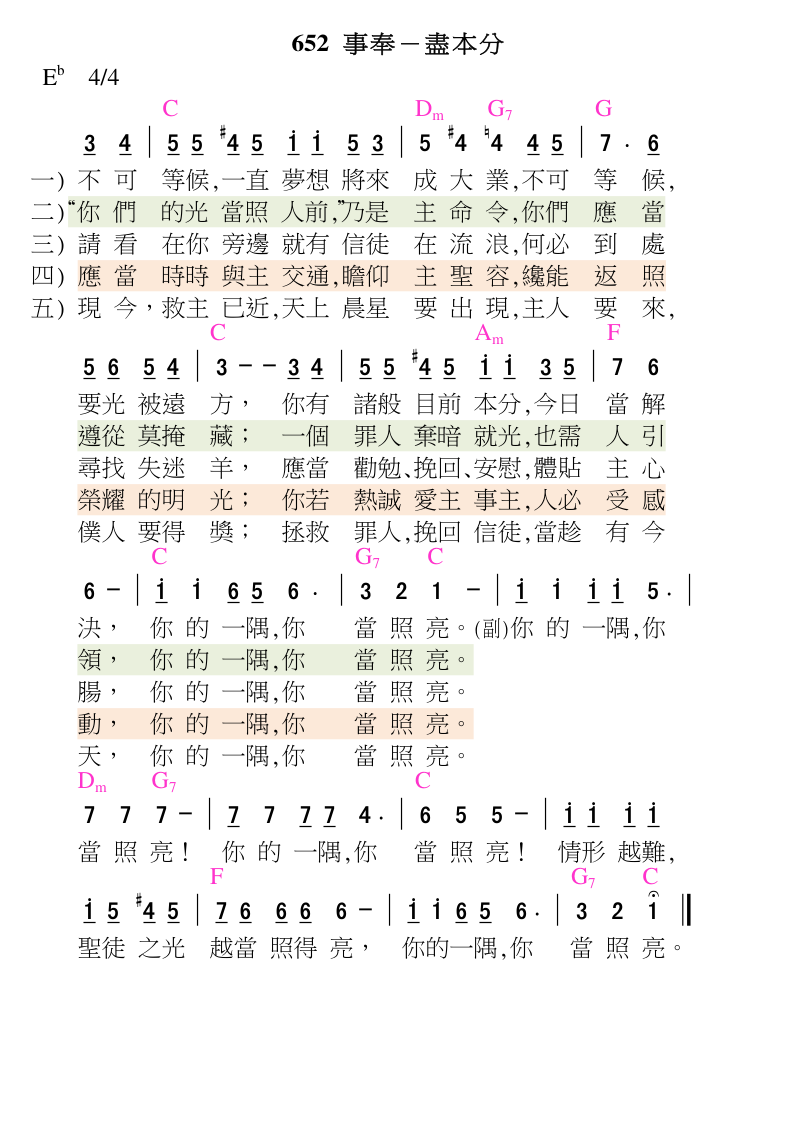 652 事奉－盡本分
E♭ 4/4
C Dm G7 G
3 4 | 5 5 ♯4 5 i i 5 3 | 5 ♯4 ♮4 4 5 | 7 · 6
一) 不 可 等候,一直 夢想 將來 成 大 業,不可 等 候,
二)“你 們 的光 當照 人前,”乃是 主 命 令,你們 應 當
三) 請 看 在你 旁邊 就有 信徒 在 流 浪,何必 到 處
四) 應 當 時時 與主 交通,瞻仰 主 聖 容,纔能 返 照
五) 現 今，救主 已近,天上 晨星 要 出 現,主人 要 來,
C Am F
5 6 5 4 | 3 － － 3 4 | 5 5 ♯4 5 i i 3 5 | 7 6
要光 被遠 方， 你有 諸般 目前 本分,今日 當 解
遵從 莫掩 藏； 一個 罪人 棄暗 就光,也需 人 引
尋找 失迷 羊， 應當 勸勉、挽回、安慰,體貼 主 心
榮耀 的明 光； 你若 熱誠 愛主 事主,人必 受 感
僕人 要得 獎； 拯救 罪人,挽回 信徒,當趁 有 今
C G7 C
6 － | i i 6 5 6 · | 3 2 1 － | i i i i 5 · |
決， 你 的 一隅,你 當 照 亮。(副)你 的 一隅,你
領， 你 的 一隅,你 當 照 亮。
腸， 你 的 一隅,你 當 照 亮。
動， 你 的 一隅,你 當 照 亮。
天， 你 的 一隅,你 當 照 亮。
Dm G7 C
7 7 7 － | 7 7 7 7 4 · | 6 5 5 － | i i i i
當 照 亮！ 你 的 一隅,你 當 照 亮！ 情形 越難,
F G7 C
i 5 ♯4 5 | 7 6 6 6 6 － | i i 6 5 6 · | 3 2 i ‖
聖徒 之光 越當 照得 亮， 你的一隅,你 當 照 亮。